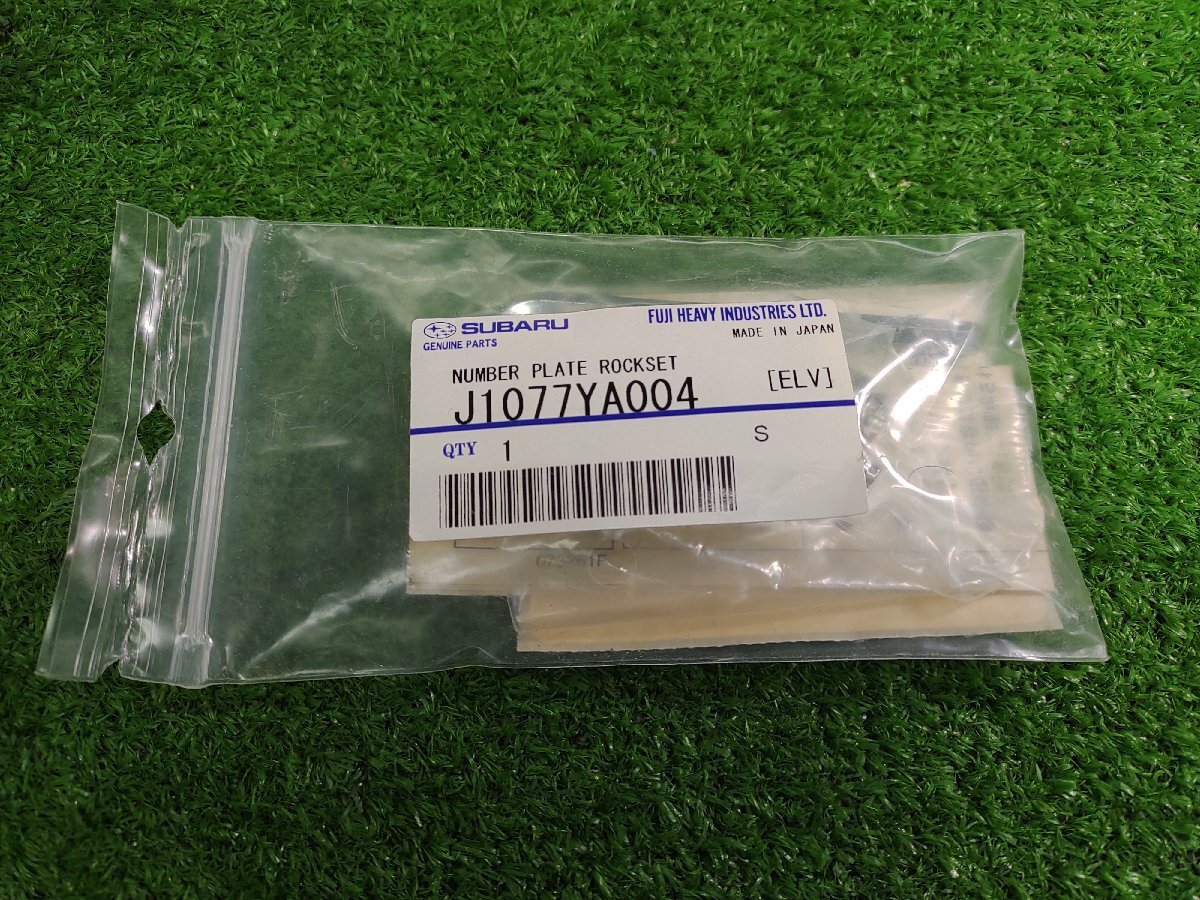 SUBARU
GENUINE PARTS
FUJI HEAVY INDUSTRIES LTD.
MADE IN JAPAN
NUMBER PLATE ROCKSET
J1077YA004
[ELV]
QTY 1
S